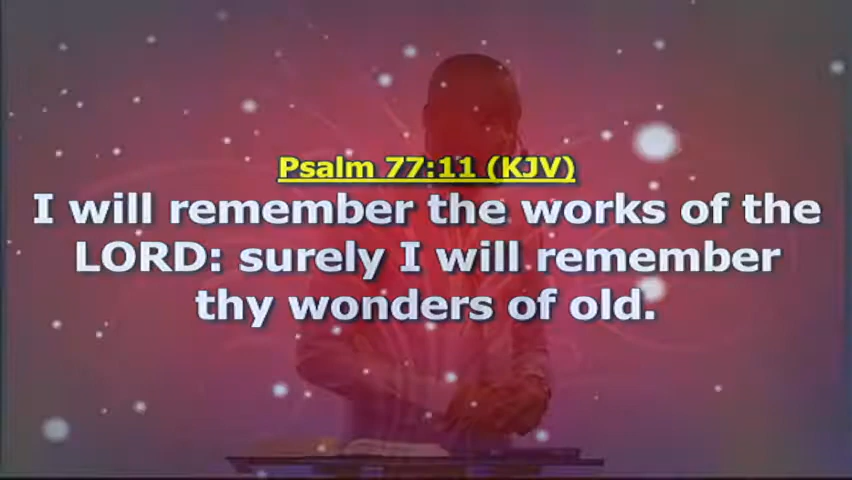 Psalm 77:11 (KJV)
I will remember the works of the
LORD: surely I will remember
thy wonders of old.